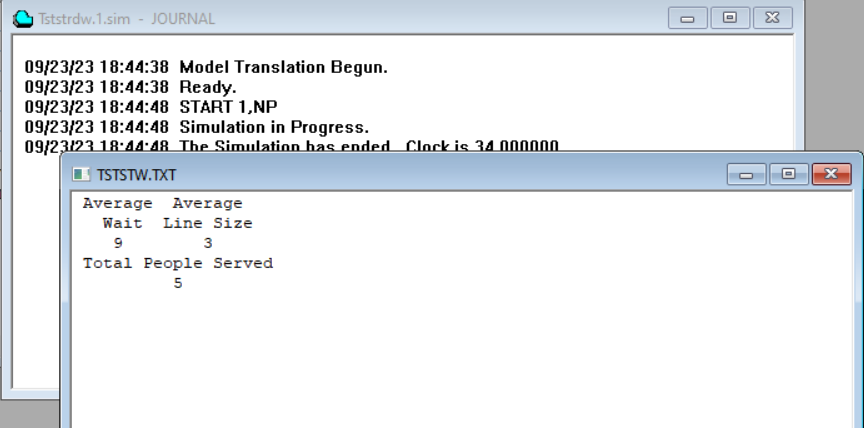 Tststrdw.1.sim - JOURNAL
09/23/23 18:44:38 Model Translation Begun.
09/23/23 18:44:38 Ready.
09/23/23 18:44:48 START 1,NP
09/23/23 18:44:48 Simulation in Progress.
09/23/23 18:44:48 The Simulation has ended. Clock is 34.000000.
TSTSTW.TXT
Average Average
Wait Line Size
9 3
Total People Served
5